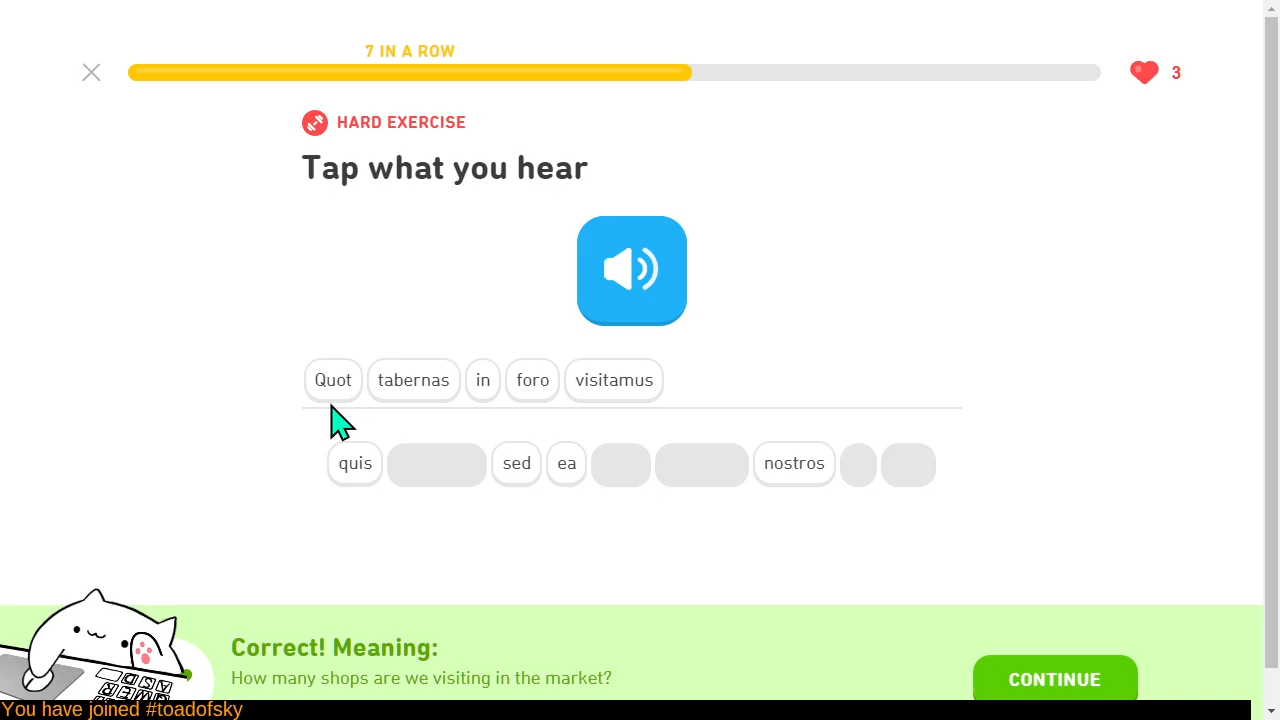 7 IN A ROW
3
HARD EXERCISE
Tap what you hear
Quot tabernas in foro visitamus
quis sed ea nostros
Correct! Meaning:
How many shops are we visiting in the market?
CONTINUE
You have joined #toadofsky